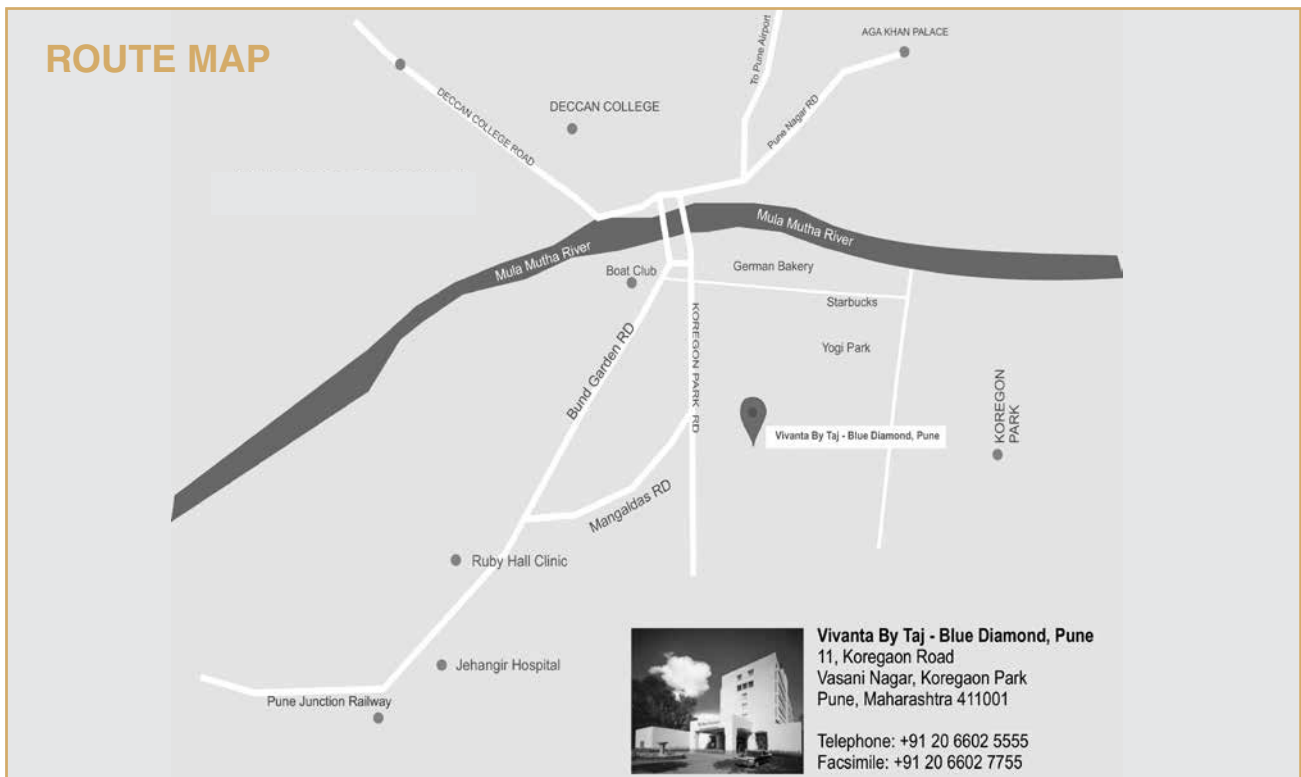 ROUTE MAP
To Pune Airport
AGA KHAN PALACE
DECCAN COLLEGE ROAD
DECCAN COLLEGE
Pune Nagar RD
Mula Mutha River
Mula Mutha River
Boat Club
German Bakery
Starbucks
Yogi Park
Bund Garden RD
KOREGON PARK RD
KOREGON
PARK
Vivanta By Taj - Blue Diamond, Pune
Mangaldas RD
Ruby Hall Clinic
Jehangir Hospital
Pune Junction Railway
Vivanta By Taj - Blue Diamond, Pune
11, Koregaon Road
Vasani Nagar, Koregaon Park
Pune, Maharashtra 411001
Telephone: +91 20 6602 5555
Facsimile: +91 20 6602 7755